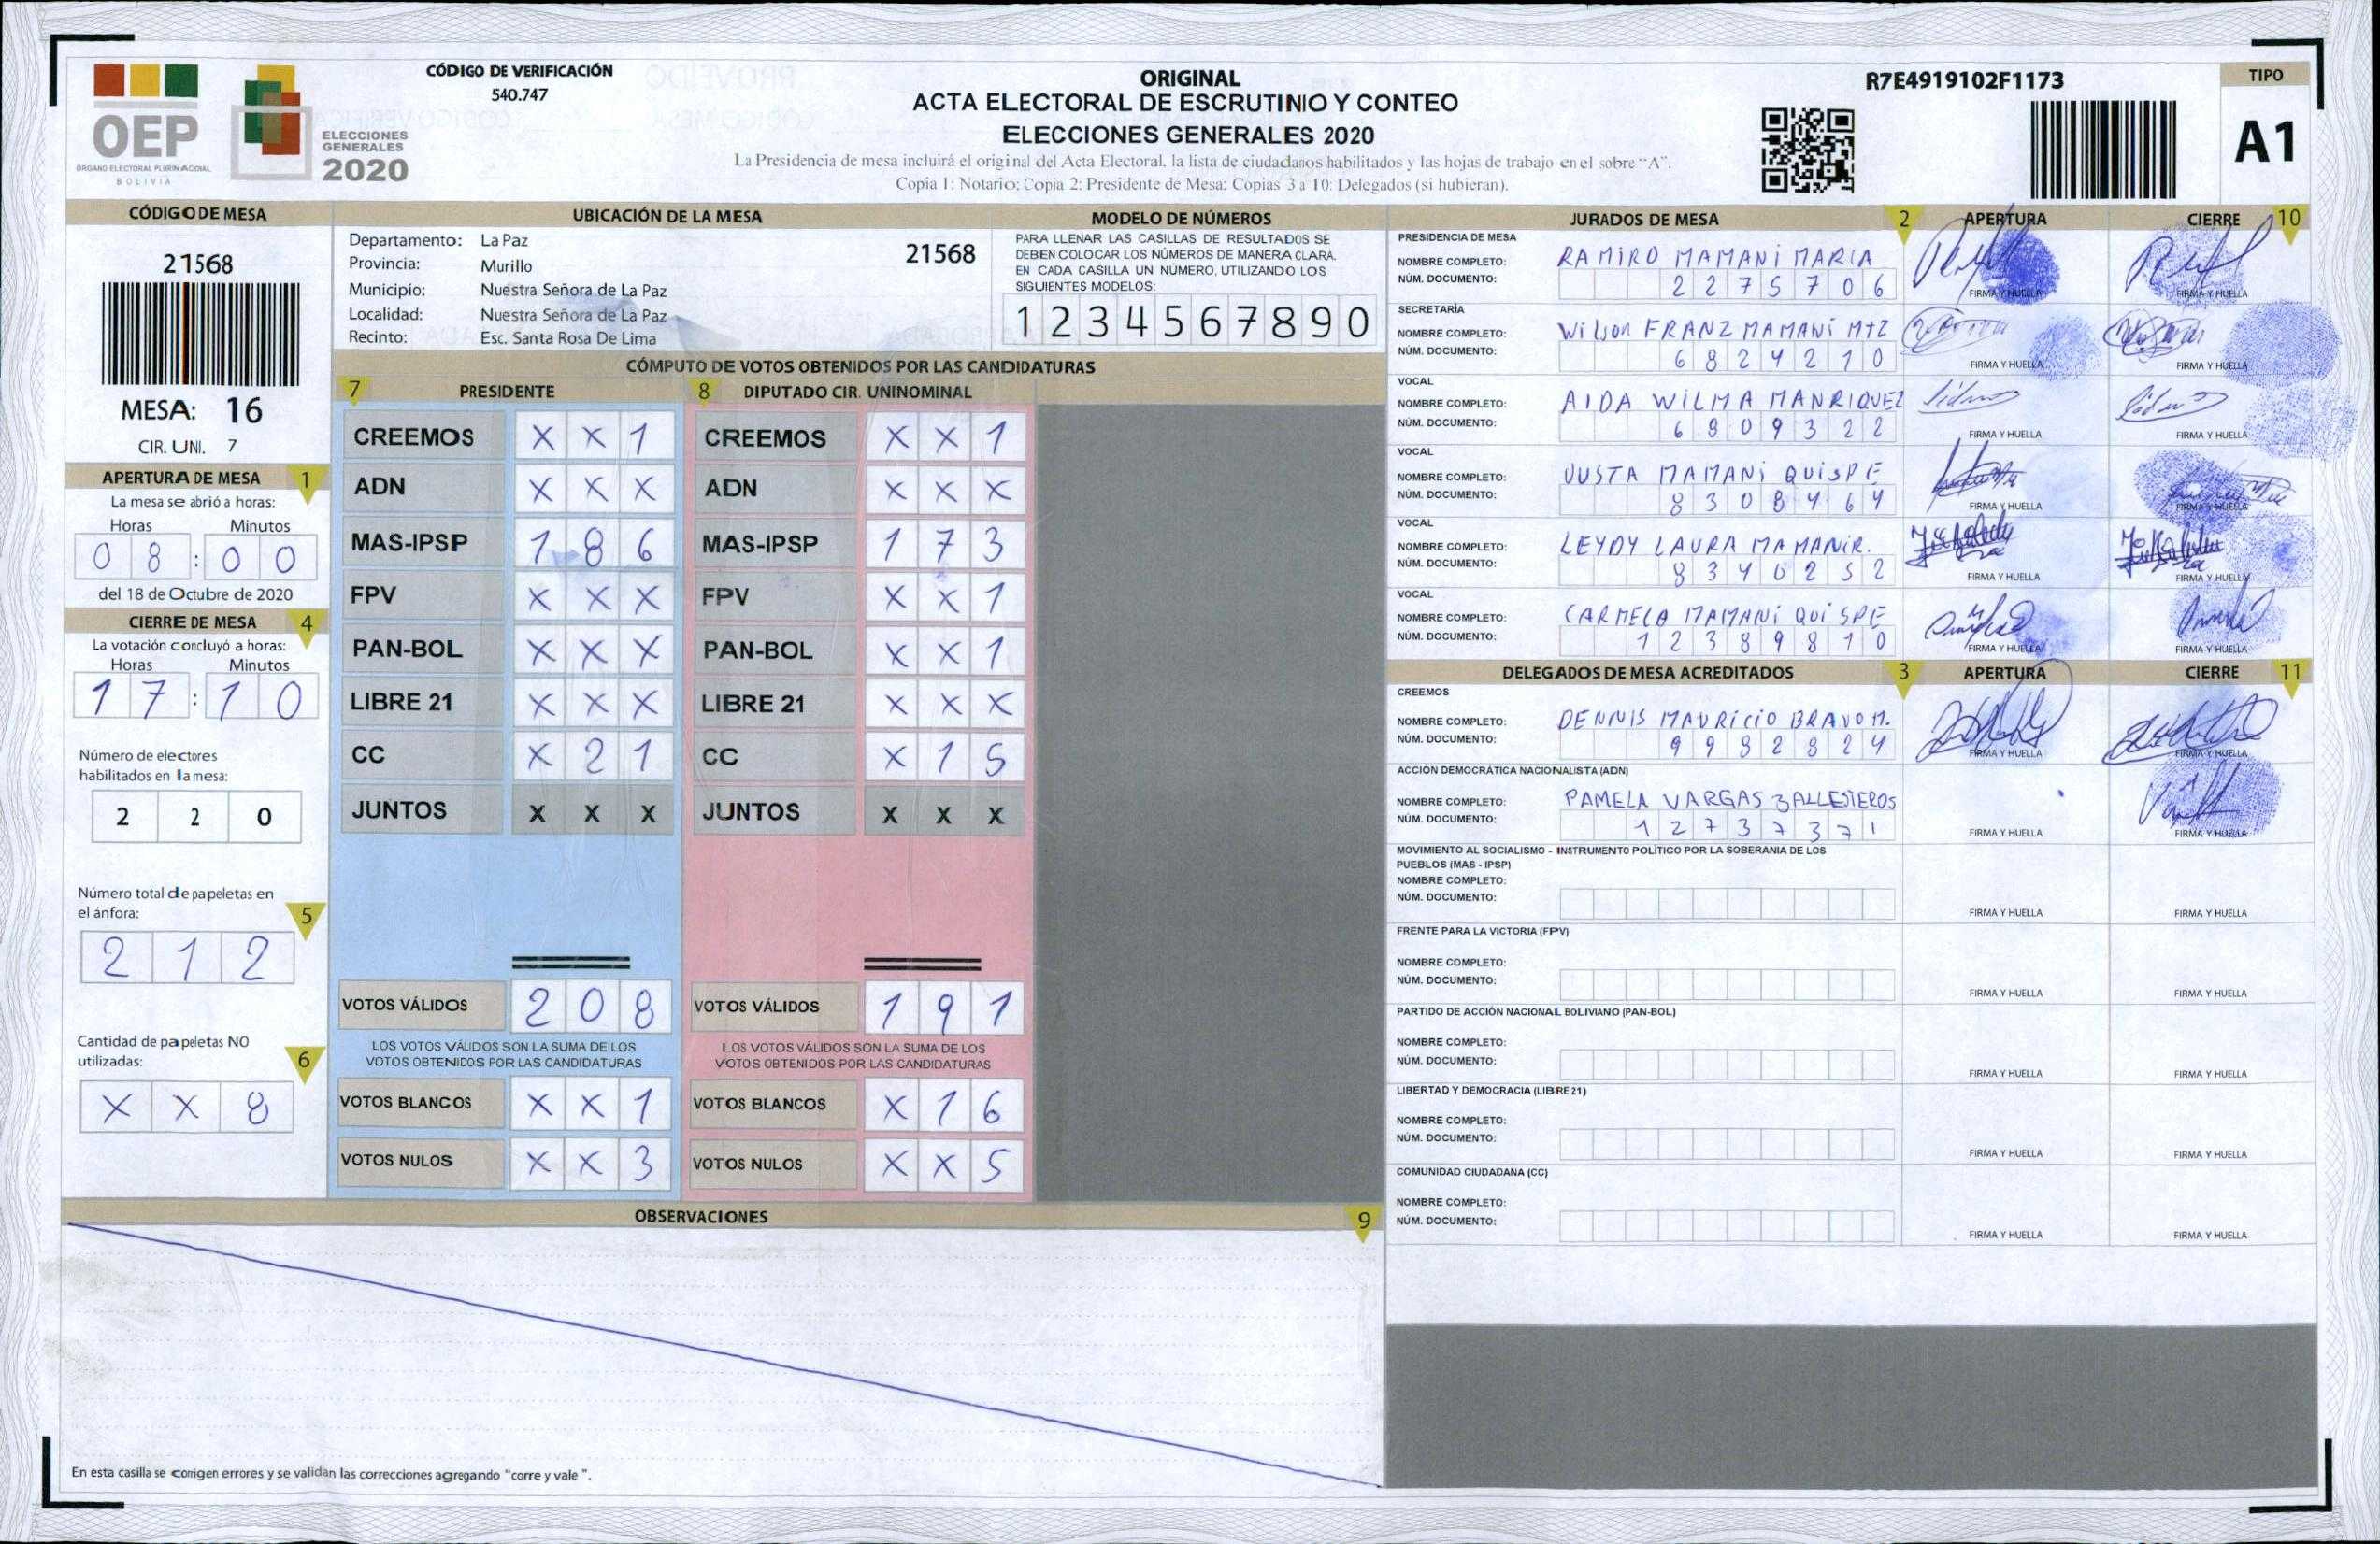 OEP
ÓRGANO ELECTORAL PLURINACIONAL
BOLIVIA
ELECCIONES
GENERALES
2020
CÓDIGO DE VERIFICACIÓN
540.747
ORIGINAL
ACTA ELECTORAL DE ESCRUTINIO Y CONTEO
ELECCIONES GENERALES 2020
La Presidencia de mesa incluirá el original del Acta Electoral, la lista de ciudadanos habilitados y las hojas de trabajo en el sobre "A".
Copia 1: Notario; Copia 2: Presidente de Mesa; Copias 3 a 10: Delegados (si hubieran).
R7E4919102F1173
TIPO
A1
CÓDIGO DE MESA
21568
MESA: 16
CIR. UNI. 7
APERTURA DE MESA 1
La mesa se abrió a horas:
Horas Minutos
0 8 : 0 0
del 18 de Octubre de 2020
CIERRE DE MESA 4
La votación concluyó a horas:
Horas Minutos
1 7 : 1 0
Número de electores
habilitados en la mesa:
2 2 0
Número total de papeletas en
el ánfora: 5
2 1 2
Cantidad de papeletas NO
utilizadas: 6
X X 8
UBICACIÓN DE LA MESA
Departamento: La Paz 21568
Provincia: Murillo
Municipio: Nuestra Señora de La Paz
Localidad: Nuestra Señora de La Paz
Recinto: Esc. Santa Rosa De Lima
MODELO DE NÚMEROS
PARA LLENAR LAS CASILLAS DE RESULTADOS SE
DEBEN COLOCAR LOS NÚMEROS DE MANERA CLARA.
EN CADA CASILLA UN NÚMERO, UTILIZANDO LOS
SIGUIENTES MODELOS:
1 2 3 4 5 6 7 8 9 0
CÓMPUTO DE VOTOS OBTENIDOS POR LAS CANDIDATURAS
7 PRESIDENTE 8 DIPUTADO CIR. UNINOMINAL
CREEMOS X X 1 CREEMOS X X 1
ADN X X X ADN X X X
MAS-IPSP 1 8 6 MAS-IPSP 1 7 3
FPV X X X FPV X X 1
PAN-BOL X X X PAN-BOL X X 1
LIBRE 21 X X X LIBRE 21 X X X
CC X 2 1 CC X 1 5
JUNTOS X X X JUNTOS X X X
VOTOS VÁLIDOS 2 0 8 VOTOS VÁLIDOS 1 9 1
LOS VOTOS VÁLIDOS SON LA SUMA DE LOS LOS VOTOS VÁLIDOS SON LA SUMA DE LOS
VOTOS OBTENIDOS POR LAS CANDIDATURAS VOTOS OBTENIDOS POR LAS CANDIDATURAS
VOTOS BLANCOS X X 1 VOTOS BLANCOS X 1 6
VOTOS NULOS X X 3 VOTOS NULOS X X 5
OBSERVACIONES 9
En esta casilla se corrigen errores y se validan las correcciones agregando "corre y vale".
JURADOS DE MESA 2 APERTURA CIERRE 10
PRESIDENCIA DE MESA
NOMBRE COMPLETO: RAMIRO MAMANI MARIA
NÚM. DOCUMENTO: 2 2 7 5 7 0 6
FIRMA Y HUELLA FIRMA Y HUELLA
SECRETARÍA
NOMBRE COMPLETO: WilSON FRANZ MAMANI MTZ
NÚM. DOCUMENTO: 6 8 2 4 2 1 0
FIRMA Y HUELLA FIRMA Y HUELLA
VOCAL
NOMBRE COMPLETO: AIDA WILMA MANRIQUEZ
NÚM. DOCUMENTO: 6 8 0 9 3 2 2
FIRMA Y HUELLA FIRMA Y HUELLA
VOCAL
NOMBRE COMPLETO: JUSTA MAMANI QUISPE
NÚM. DOCUMENTO: 8 3 0 8 4 6 4
FIRMA Y HUELLA FIRMA Y HUELLA
VOCAL
NOMBRE COMPLETO: LEYDY LAURA MAMANI R.
NÚM. DOCUMENTO: 8 3 4 0 2 5 2
FIRMA Y HUELLA FIRMA Y HUELLA
VOCAL
NOMBRE COMPLETO: CARMELA MAMANI QUISPE
NÚM. DOCUMENTO: 1 2 3 8 9 8 1 0
FIRMA Y HUELLA FIRMA Y HUELLA
DELEGADOS DE MESA ACREDITADOS 3 APERTURA CIERRE 11
CREEMOS
NOMBRE COMPLETO: DENNIS MAURICIO BRAVO M.
NÚM. DOCUMENTO: 9 9 8 2 8 2 4
FIRMA Y HUELLA FIRMA Y HUELLA
ACCIÓN DEMOCRÁTICA NACIONALISTA (ADN)
NOMBRE COMPLETO: PAMELA VARGAS BALLESTEROS
NÚM. DOCUMENTO: 1 2 7 3 7 3 7 1
FIRMA Y HUELLA FIRMA Y HUELLA
MOVIMIENTO AL SOCIALISMO - INSTRUMENTO POLÍTICO POR LA SOBERANIA DE LOS
PUEBLOS (MAS - IPSP)
NOMBRE COMPLETO:
NÚM. DOCUMENTO:
FIRMA Y HUELLA FIRMA Y HUELLA
FRENTE PARA LA VICTORIA (FPV)
NOMBRE COMPLETO:
NÚM. DOCUMENTO:
FIRMA Y HUELLA FIRMA Y HUELLA
PARTIDO DE ACCIÓN NACIONAL BOLIVIANO (PAN-BOL)
NOMBRE COMPLETO:
NÚM. DOCUMENTO:
FIRMA Y HUELLA FIRMA Y HUELLA
LIBERTAD Y DEMOCRACIA (LIBRE 21)
NOMBRE COMPLETO:
NÚM. DOCUMENTO:
FIRMA Y HUELLA FIRMA Y HUELLA
COMUNIDAD CIUDADANA (CC)
NOMBRE COMPLETO:
NÚM. DOCUMENTO:
FIRMA Y HUELLA FIRMA Y HUELLA